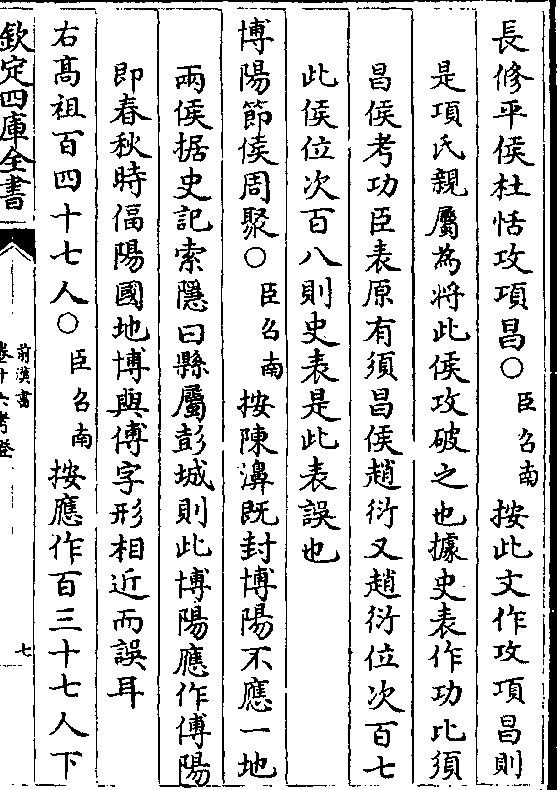 長修平侯杜恬攻項昌○臣召南按此文作攻項昌則
是項氏親屬為將此侯攻破之也據史表作功比須
昌侯考功臣表原有須昌侯趙衍又趙衍位次百七
此侯位次百八則史表是此表誤也
博陽節侯周聚○臣召南按陳濞既封博陽不應一地
兩侯据史記索隱曰縣屬彭城則此博陽應作傅陽
即春秋時偪陽國地博與傅字形相近而誤耳
右髙祖百四十七人○臣召南按應作百三十七人下
欽定四庫全書
前漢書
卷十六考證
七